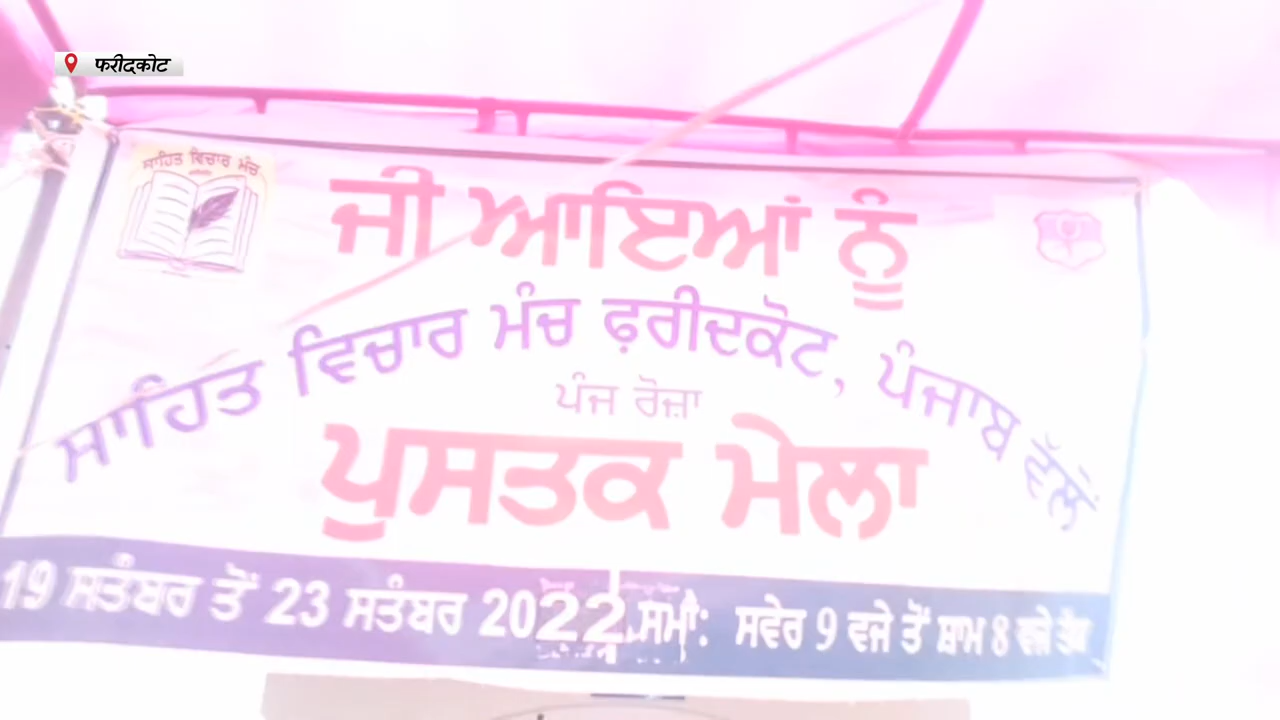 ਫਰੀਦਕੋਟ
ਸਾਹਿਤ ਵਿਚਾਰ ਮੰਚ
ਜੀ ਆਇਆਂ ਨੂੰ
ਸਾਹਿਤ ਵਿਚਾਰ ਮੰਚ ਫ਼ਰੀਦਕੋਟ, ਪੰਜਾਬ ਵੱਲੋਂ
ਪੰਜ ਰੋਜ਼ਾ
ਪੁਸਤਕ ਮੇਲਾ
19 ਸਤੰਬਰ ਤੋਂ 23 ਸਤੰਬਰ 2022 ਸਮਾਂ: ਸਵੇਰ 9 ਵਜੇ ਤੋਂ ਸ਼ਾਮ 8 ਵਜੇ ਤੱਕ